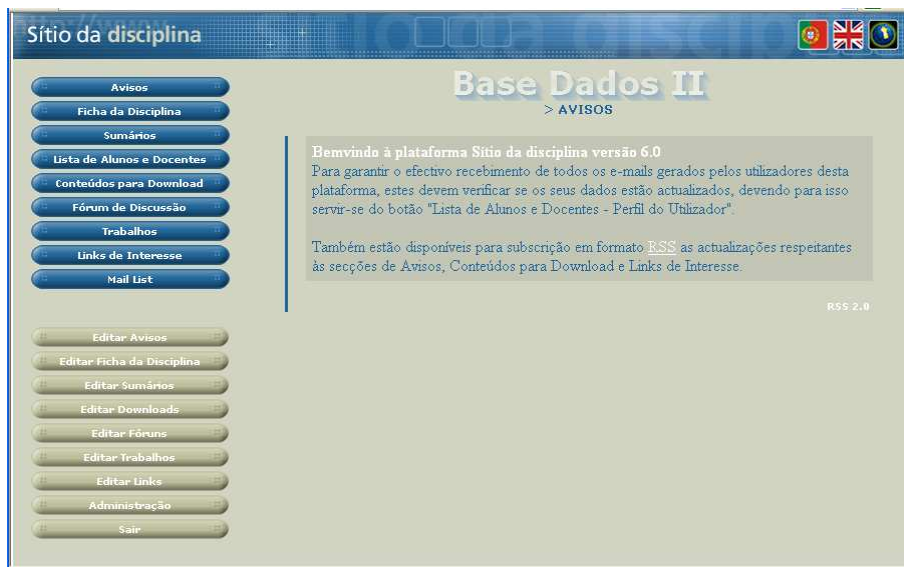 Sítio da disciplina
Base Dados II
> AVISOS
Avisos
Ficha da Disciplina
Sumários
Lista de Alunos e Docentes
Conteúdos para Download
Fórum de Discussão
Trabalhos
Links de Interesse
Mail List
Editar Avisos
Editar Ficha da Disciplina
Editar Sumários
Editar Downloads
Editar Fóruns
Editar Trabalhos
Editar Links
Administração
Sair
Bemvindo à plataforma Sítio da disciplina versão 6.0
Para garantir o efectivo recebimento de todos os e-mails gerados pelos utilizadores desta
plataforma, estes devem verificar se os seus dados estão actualizados, devendo para isso
servir-se do botão "Lista de Alunos e Docentes - Perfil do Utilizador".
Também estão disponíveis para subscrição em formato RSS as actualizações respeitantes
às secções de Avisos, Conteúdos para Download e Links de Interesse.
RSS 2.0